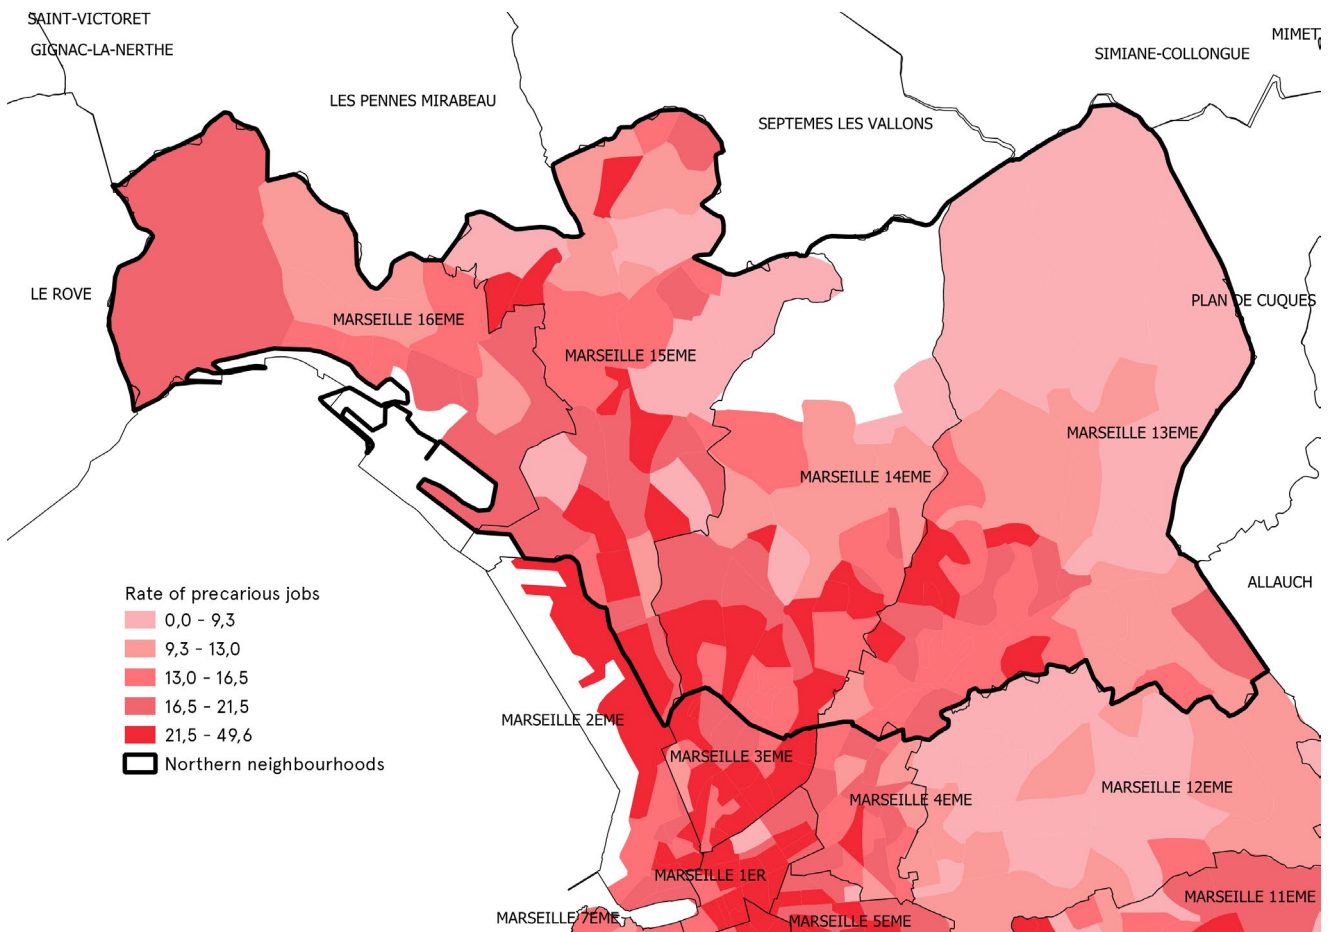 SAINT-VICTORET
MIMET
GIGNAC-LA-NERTHE
SIMIANE-COLLONGUE
LES PENNES MIRABEAU
SEPTEMES LES VALLONS
LE ROVE
PLAN DE CUQUES
MARSEILLE 16EME
MARSEILLE 15EME
MARSEILLE 13EME
MARSEILLE 14EME
ALLAUCH
Rate of precarious jobs
0,0 - 9,3
9,3 - 13,0
13,0 - 16,5
16,5 - 21,5
21,5 - 49,6
Northern neighbourhoods
MARSEILLE 2EME
MARSEILLE 3EME
MARSEILLE 12EME
MARSEILLE 4EME
MARSEILLE 1ER
MARSEILLE 11EME
MARSEILLE 7EME
MARSEILLE 5EME